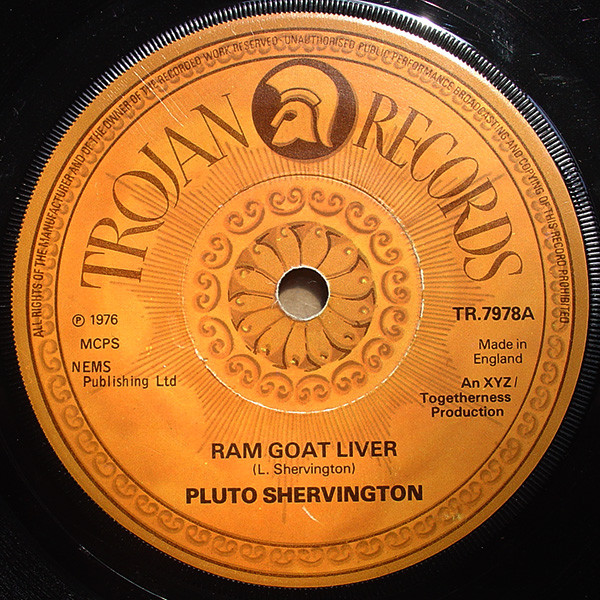 ALL RIGHTS OF THE MANUFACTURER AND OF THE OWNER OF THE RECORDED WORK RESERVED. UNAUTHORISED PUBLIC PERFORMANCE BROADCASTING AND COPYING OF THIS RECORD PROHIBITED
TROJAN RECORDS
℗ 1976
MCPS
NEMS
Publishing Ltd
TR.7978A
Made in
England
An XYZ/
Togetherness
Production
RAM GOAT LIVER
(L. Shervington)
PLUTO SHERVINGTON